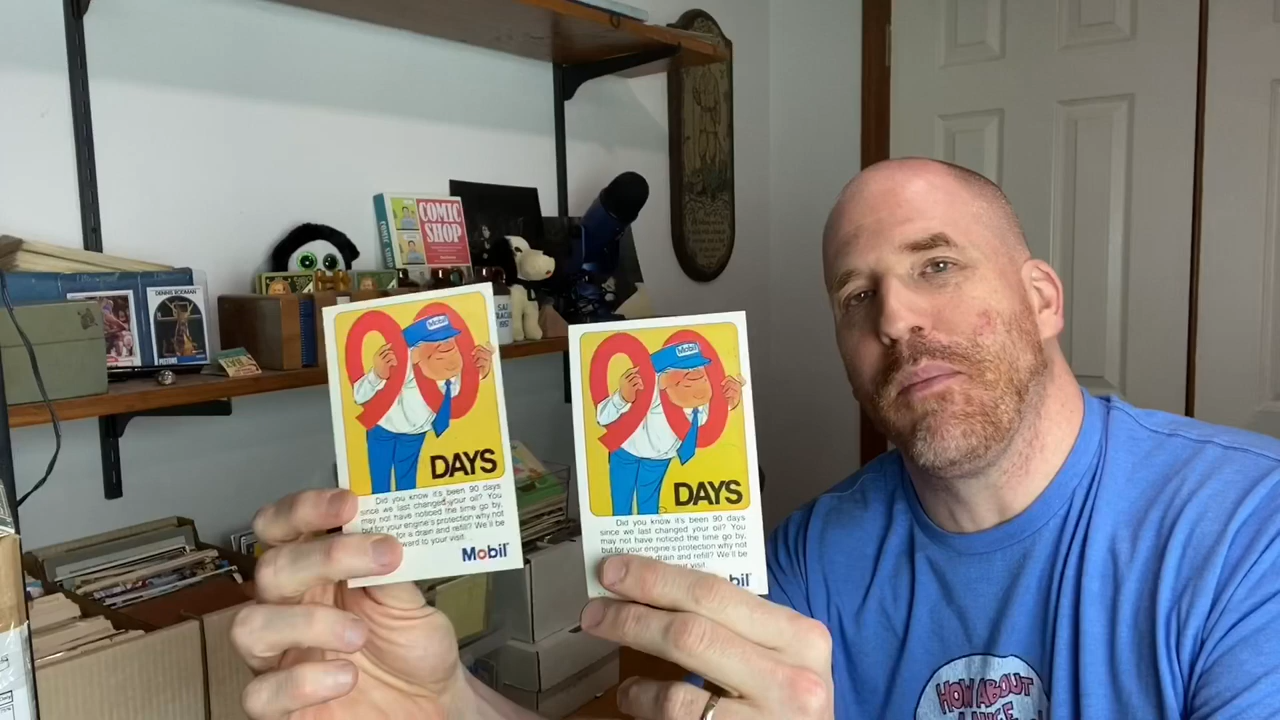 COMIC
SHOP
DENNIS RODMAN
PISTONS
Mobil
90
DAYS
Did you know it's been 90 days
since we last changed your oil? You
may not have noticed the time go by,
but for your engine's protection why not
for a drain and refill? We'll be
ward to your visit.
Mobil
Mobil
90
DAYS
Did you know it's been 90 days
since we last changed your oil? You
may not have noticed the time go by,
but for your engine's protection why not
drain and refill? We'll be
visit.
bil
HOW ABOUT